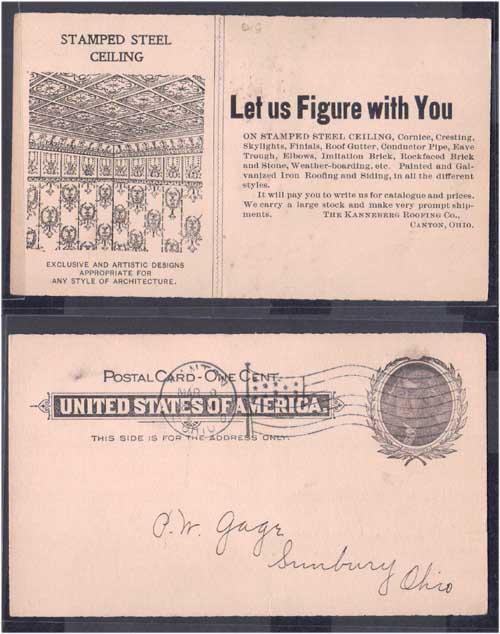 STAMPED STEEL
CEILING
EXCLUSIVE AND ARTISTIC DESIGNS
APPROPRIATE FOR
ANY STYLE OF ARCHITECTURE.
Let us Figure with You
ON STAMPED STEEL CEILING, Cornice, Cresting,
Skylights, Finials, Roof Gutter, Conductor Pipe, Eave
Trough, Elbows, Imitation Brick, Rockfaced Brick
and Stone, Weather-boarding, etc. Painted and Gal-
vanized Iron Roofing and Siding, in all the different
styles.
It will pay you to write us for catalogue and prices.
We carry a large stock and make very prompt ship-
ments. THE KANNEBERG ROOFING CO.,
CANTON, OHIO.
POSTAL CARD-ONE CENT.
UNITED STATES OF AMERICA.
THIS SIDE IS FOR THE ADDRESS ONLY.
CANTON
MAR
OHIO
P. W. Gage
Sunbury
Ohio